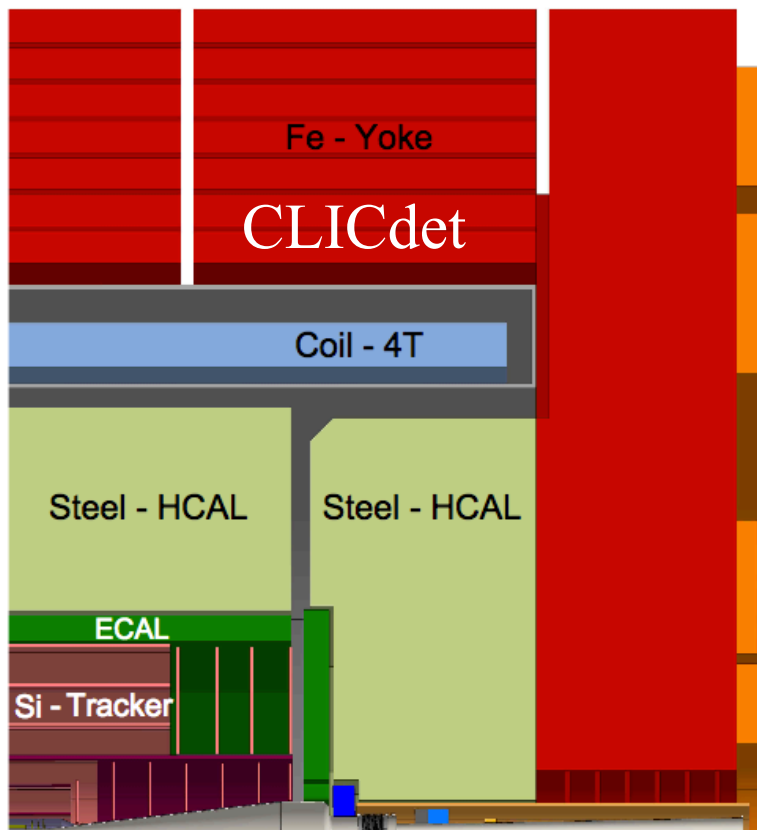 Fe - Yoke
CLICdet
Coil - 4T
Steel - HCAL
Steel - HCAL
ECAL
Si - Tracker